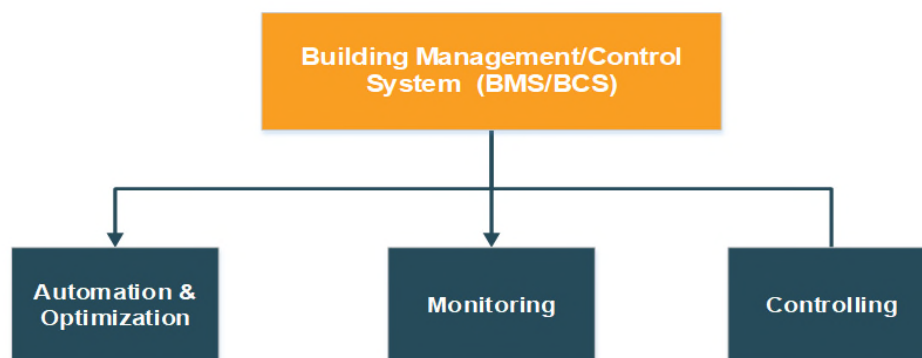 Building Management/Control
System (BMS/BCS)
Automation &
Optimization
Monitoring
Controlling